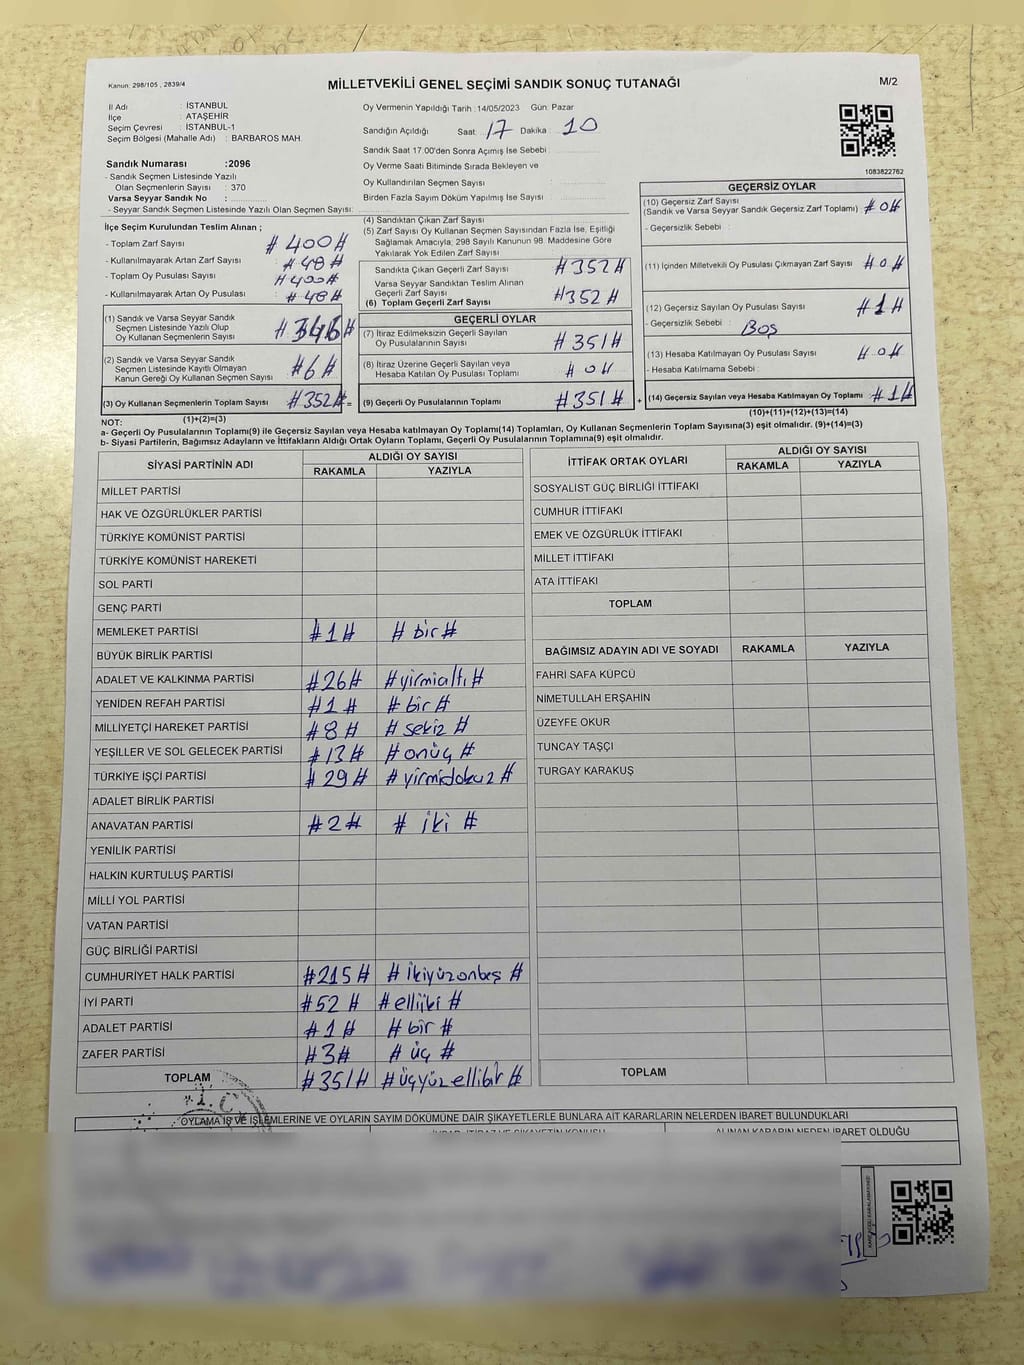 Kanun: 298/105 , 2839/4
MİLLETVEKİLİ GENEL SEÇİMİ SANDIK SONUÇ TUTANAĞI
M/2
İl Adı : İSTANBUL
İlçe : ATAŞEHİR
Seçim Çevresi : İSTANBUL-1
Seçim Bölgesi (Mahalle Adı) : BARBAROS MAH.
Sandık Numarası :2096
- Sandık Seçmen Listesinde Yazılı
Olan Seçmenlerin Sayısı : 370
Varsa Seyyar Sandık No :
- Seyyar Sandık Seçmen Listesinde Yazılı Olan Seçmen Sayısı:
Oy Vermenin Yapıldığı Tarih : 14/05/2023 Gün: Pazar
Sandığın Açıldığı Saat: 17 Dakika: 10
Sandık Saat 17.00'den Sonra Açımış İse Sebebi :
Oy Verme Saati Bitiminde Sırada Bekleyen ve
Oy Kullandırılan Seçmen Sayısı
Birden Fazla Sayım Döküm Yapılmış İse Sayısı :
1083822762
İlçe Seçim Kurulundan Teslim Alınan ;
- Toplam Zarf Sayısı # 400 #
- Kullanılmayarak Artan Zarf Sayısı : # 48 #
- Toplam Oy Pusulası Sayısı # 400 #
- Kullanılmayarak Artan Oy Pusulası : # 48 #
(1) Sandık ve Varsa Seyyar Sandık
Seçmen Listesinde Yazılı Olup
Oy Kullanan Seçmenlerin Sayısı # 346 #
(2) Sandık ve Varsa Seyyar Sandık
Seçmen Listesinde Kayıtlı Olmayan
Kanun Gereği Oy Kullanan Seçmen Sayısı #6#
(3) Oy Kullanan Seçmenlerin Toplam Sayısı # 352# =
(1)+(2)=(3)
(4) Sandıktan Çıkan Zarf Sayısı
(5) Zarf Sayısı Oy Kullanan Seçmen Sayısından Fazla İse, Eşitliği
Sağlamak Amacıyla, 298 Sayılı Kanunun 98. Maddesine Göre
Yakılarak Yok Edilen Zarf Sayısı :
Sandıkta Çıkan Geçerli Zarf Sayısı #352#
Varsa Seyyar Sandıktan Teslim Alınan
Geçerli Zarf Sayısı
(6) Toplam Geçerli Zarf Sayısı #352 #
GEÇERLİ OYLAR
(7) İtiraz Edilmeksizin Geçerli Sayılan
Oy Pusulalarının Sayısı : # 351#
(8) İtiraz Üzerine Geçerli Sayılan veya
Hesaba Katılan Oy Pusulası Toplamı : # 0 #
(9) Geçerli Oy Pusulalarının Toplamı #351# +
GEÇERSİZ OYLAR
(10) Geçersiz Zarf Sayısı
(Sandık ve Varsa Seyyar Sandık Geçersiz Zarf Toplamı) : # 0 #
- Geçersizlik Sebebi :
(11) İçinden Milletvekili Oy Pusulası Çıkmayan Zarf Sayısı : # 0 #
(12) Geçersiz Sayılan Oy Pusulası Sayısı # 1 #
- Geçersizlik Sebebi : Boş
(13) Hesaba Katılmayan Oy Pusulası Sayısı # 0 #
- Hesaba Katılmama Sebebi :
(14) Geçersiz Sayılan veya Hesaba Katılmayan Oy Toplamı : # 1 #
(10)+(11)+(12)+(13)=(14)
NOT:
a- Geçerli Oy Pusulalarının Toplamı(9) ile Geçersiz Sayılan veya Hesaba katılmayan Oy Toplamı(14) Toplamları, Oy Kullanan Seçmenlerin Toplam Sayısına(3) eşit olmalıdır. (9)+(14)=(3)
b- Siyasi Partilerin, Bağımsız Adayların ve İttifakların Aldığı Ortak Oyların Toplamı, Geçerli Oy Pusulalarının Toplamına(9) eşit olmalıdır.
SİYASİ PARTİNİN ADI
ALDIĞI OY SAYISI
RAKAMLA YAZIYLA
MİLLET PARTİSİ
HAK VE ÖZGÜRLÜKLER PARTİSİ
TÜRKİYE KOMÜNİST PARTİSİ
TÜRKİYE KOMÜNİST HAREKETİ
SOL PARTİ
GENÇ PARTİ
MEMLEKET PARTİSİ #1# # bir #
BÜYÜK BİRLİK PARTİSİ
ADALET VE KALKINMA PARTİSİ #26# #yirmialtı #
YENİDEN REFAH PARTİSİ #1# # bir #
MİLLİYETÇİ HAREKET PARTİSİ # 8 # # sekiz #
YEŞİLLER VE SOL GELECEK PARTİSİ #13# #onüç #
TÜRKİYE İŞÇİ PARTİSİ # 29 # #yirmidokuz #
ADALET BİRLİK PARTİSİ
ANAVATAN PARTİSİ #2# # iki #
YENİLİK PARTİSİ
HALKIN KURTULUŞ PARTİSİ
MİLLİ YOL PARTİSİ
VATAN PARTİSİ
GÜÇ BİRLİĞİ PARTİSİ
CUMHURİYET HALK PARTİSİ #215# #ikiyüzonbeş #
İYİ PARTİ #52 # #elliiki #
ADALET PARTİSİ #1# # bir #
ZAFER PARTİSİ #3# # üç #
TOPLAM #351# #üçyüzellibir #
İTTİFAK ORTAK OYLARI
ALDIĞI OY SAYISI
RAKAMLA YAZIYLA
SOSYALİST GÜÇ BİRLİĞİ İTTİFAKI
CUMHUR İTTİFAKI
EMEK VE ÖZGÜRLÜK İTTİFAKI
MİLLET İTTİFAKI
ATA İTTİFAKI
TOPLAM
BAĞIMSIZ ADAYIN ADI VE SOYADI RAKAMLA YAZIYLA
FAHRİ SAFA KÜPCÜ
NİMETULLAH ERŞAHİN
ÜZEYFE OKUR
TUNCAY TAŞÇI
TURGAY KARAKUŞ
TOPLAM
T.C.
OYLAMA İŞ VE İŞLEMLERİNE VE OYLARIN SAYIM DÖKÜMÜNE DAİR ŞİKAYETLERLE BUNLARA AİT KARARLARIN NELERDEN İBARET BULUNDUKLARI
ALINAN KARARIN NEDEN İBARET OLDUĞU